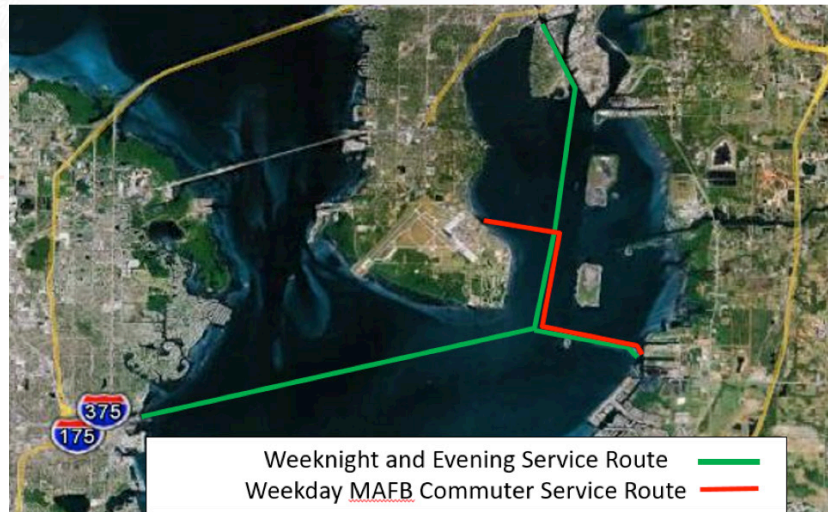 375
175
Weeknight and Evening Service Route
Weekday MAFB Commuter Service Route